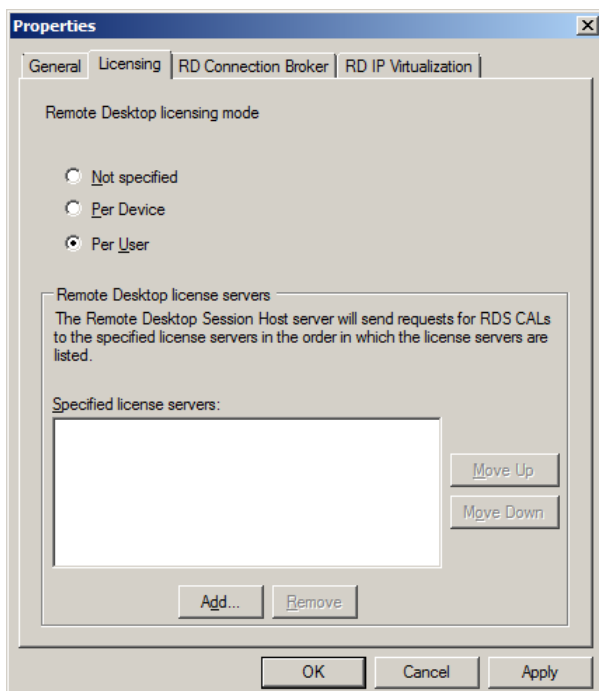 Properties
General Licensing RD Connection Broker RD IP Virtualization
Remote Desktop licensing mode
Not specified
Per Device
Per User
Remote Desktop license servers
The Remote Desktop Session Host server will send requests for RDS CALs
to the specified license servers in the order in which the license servers are
listed.
Specified license servers:
Move Up
Move Down
Add... Remove
OK Cancel Apply